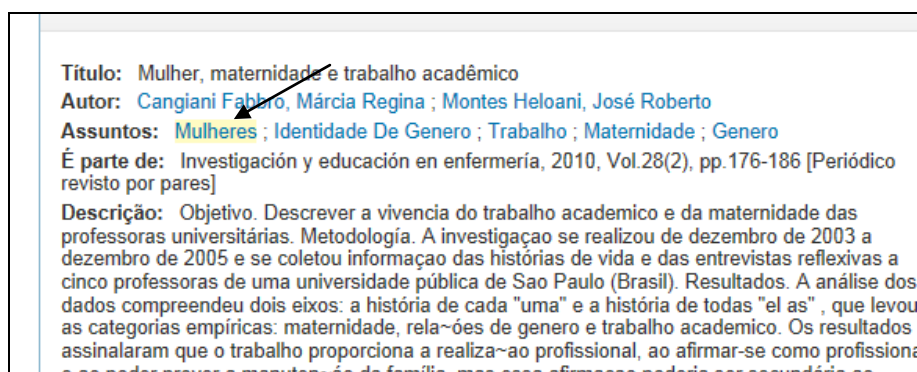 Título: Mulher, maternidade e trabalho acadêmico
Autor: Cangiani Fabbro, Márcia Regina ; Montes Heloani, José Roberto
Assuntos: Mulheres ; Identidade De Genero ; Trabalho ; Maternidade ; Genero
É parte de: Investigación y educación en enfermería, 2010, Vol.28(2), pp.176-186 [Periódico
revisto por pares]
Descrição: Objetivo. Descrever a vivencia do trabalho academico e da maternidade das
professoras universitárias. Metodología. A investigaçao se realizou de dezembro de 2003 a
dezembro de 2005 e se coletou informaçao das histórias de vida e das entrevistas reflexivas a
cinco professoras de uma universidade pública de Sao Paulo (Brasil). Resultados. A análise dos
dados compreendeu dois eixos: a história de cada "uma" e a história de todas "el as" , que levou
as categorias empíricas: maternidade, rela~óes de genero e trabalho academico. Os resultados
assinalaram que o trabalho proporciona a realiza~ao profissional, ao afirmar-se como profissiona